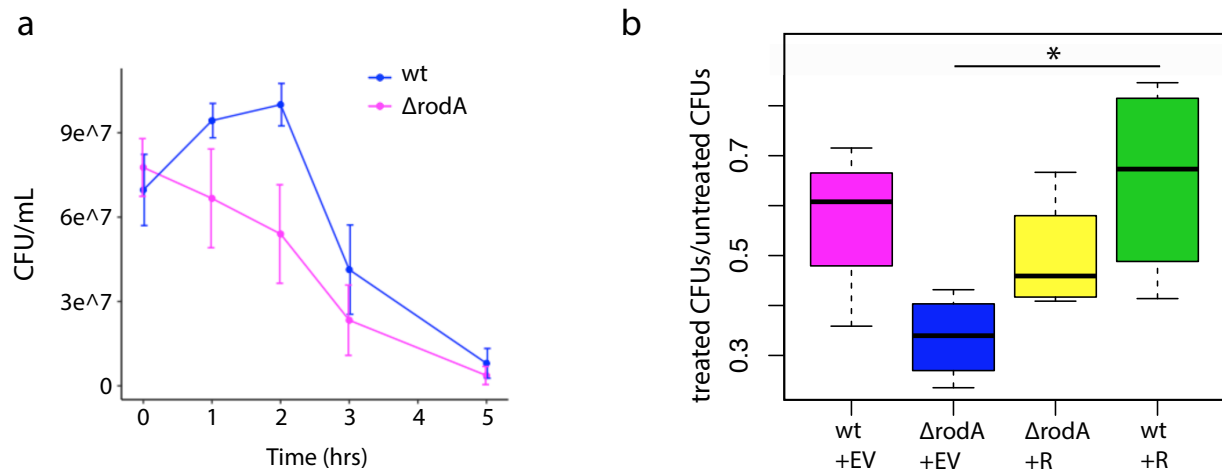 a
wt
ΔrodA
9e^7
6e^7
3e^7
0
CFU/mL
0 1 2 3 4 5
Time (hrs)
b
*
0.7
0.5
0.3
treated CFUs/untreated CFUs
wt +EV
ΔrodA +EV
ΔrodA +R
wt +R